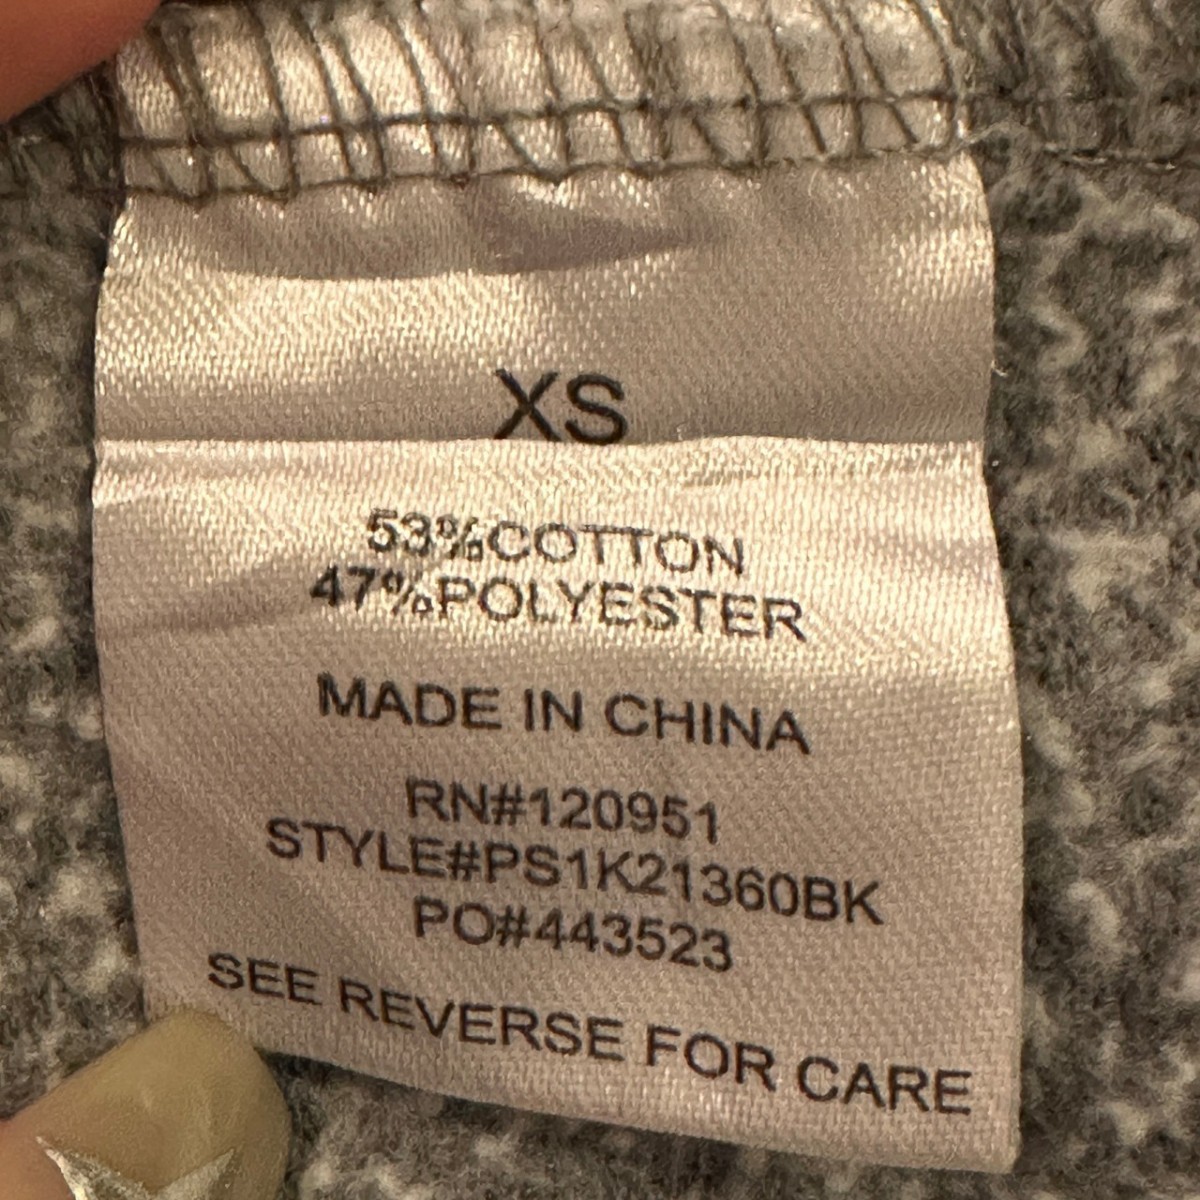 XS
53%COTTON
47%POLYESTER
MADE IN CHINA
RN#120951
STYLE#PS1K21360BK
PO#443523
SEE REVERSE FOR CARE